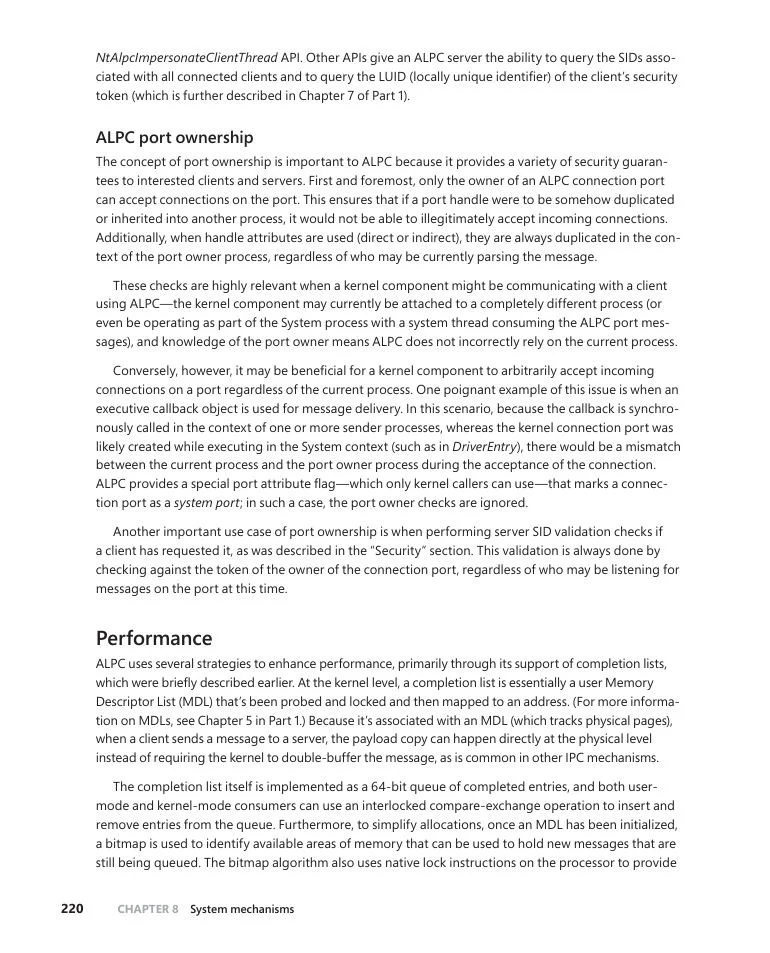 NtAlpcImpersonateClientThread API. Other APIs give an ALPC server the ability to query the SIDs asso-
ciated with all connected clients and to query the LUID (locally unique identifier) of the client's security
token (which is further described in Chapter 7 of Part 1).
ALPC port ownership
The concept of port ownership is important to ALPC because it provides a variety of security guaran-
tees to interested clients and servers. First and foremost, only the owner of an ALPC connection port
can accept connections on the port. This ensures that if a port handle were to be somehow duplicated
or inherited into another process, it would not be able to illegitimately accept incoming connections.
Additionally, when handle attributes are used (direct or indirect), they are always duplicated in the con-
text of the port owner process, regardless of who may be currently parsing the message.
These checks are highly relevant when a kernel component might be communicating with a client
using ALPC—the kernel component may currently be attached to a completely different process (or
even be operating as part of the System process with a system thread consuming the ALPC port mes-
sages), and knowledge of the port owner means ALPC does not incorrectly rely on the current process.
Conversely, however, it may be beneficial for a kernel component to arbitrarily accept incoming
connections on a port regardless of the current process. One poignant example of this issue is when an
executive callback object is used for message delivery. In this scenario, because the callback is synchro-
nously called in the context of one or more sender processes, whereas the kernel connection port was
likely created while executing in the System context (such as in DriverEntry), there would be a mismatch
between the current process and the port owner process during the acceptance of the connection.
ALPC provides a special port attribute flag—which only kernel callers can use—that marks a connec-
tion port as a system port; in such a case, the port owner checks are ignored.
Another important use case of port ownership is when performing server SID validation checks if
a client has requested it, as was described in the "Security" section. This validation is always done by
checking against the token of the owner of the connection port, regardless of who may be listening for
messages on the port at this time.
Performance
ALPC uses several strategies to enhance performance, primarily through its support of completion lists,
which were briefly described earlier. At the kernel level, a completion list is essentially a user Memory
Descriptor List (MDL) that's been probed and locked and then mapped to an address. (For more informa-
tion on MDLs, see Chapter 5 in Part 1.) Because it's associated with an MDL (which tracks physical pages),
when a client sends a message to a server, the payload copy can happen directly at the physical level
instead of requiring the kernel to double-buffer the message, as is common in other IPC mechanisms.
The completion list itself is implemented as a 64-bit queue of completed entries, and both user-
mode and kernel-mode consumers can use an interlocked compare-exchange operation to insert and
remove entries from the queue. Furthermore, to simplify allocations, once an MDL has been initialized,
a bitmap is used to identify available areas of memory that can be used to hold new messages that are
still being queued. The bitmap algorithm also uses native lock instructions on the processor to provide
220 CHAPTER 8 System mechanisms